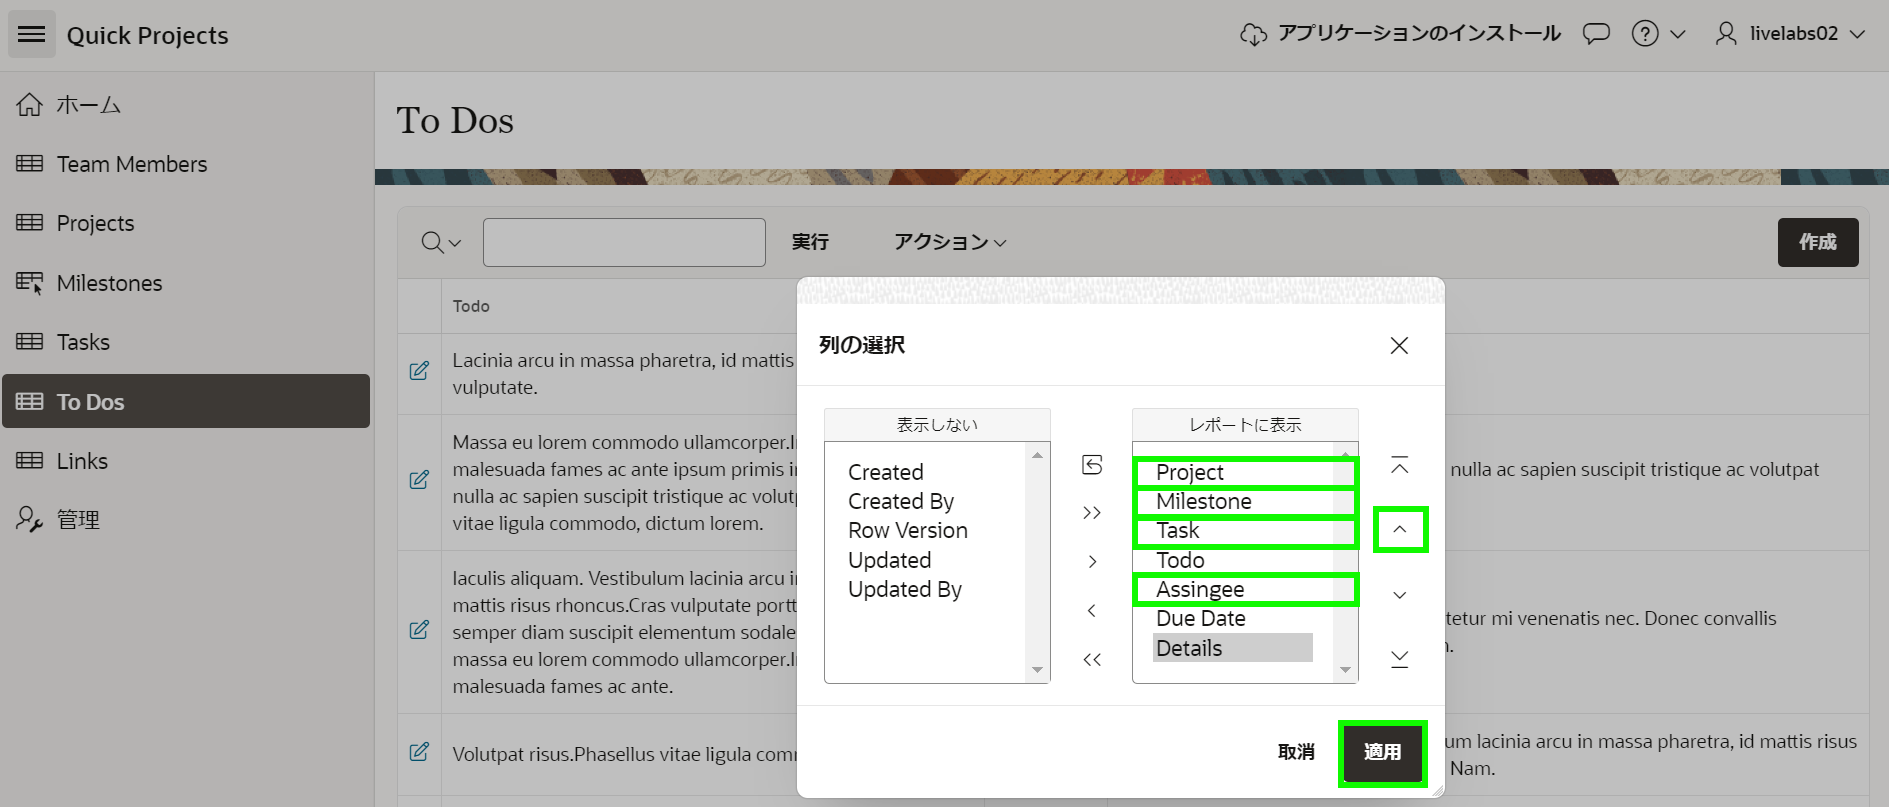 Quick Projects
アプリケーションのインストール
livelabs02
ホーム
Team Members
Projects
Milestones
Tasks
To Dos
Links
管理
To Dos
実行
アクション
作成
Todo
Lacinia arcu in massa pharetra, id mattis
vulputate.
Massa eu lorem commodo ullamcorper.I
malesuada fames ac ante ipsum primis i
nulla ac sapien suscipit tristique ac volut
vitae ligula commodo, dictum lorem.
nulla ac sapien suscipit tristique ac volutpat
Iaculis aliquam. Vestibulum lacinia arcu i
mattis risus rhoncus.Cras vulputate portt
semper diam suscipit elementum sodale
massa eu lorem commodo ullamcorper.I
malesuada fames ac ante.
tetur mi venenatis nec. Donec convallis
Volutpat risus.Phasellus vitae ligula com
um lacinia arcu in massa pharetra, id mattis risus
Nam.
列の選択
表示しない
Created
Created By
Row Version
Updated
Updated By
レポートに表示
Project
Milestone
Task
Todo
Assingee
Due Date
Details
取消
適用